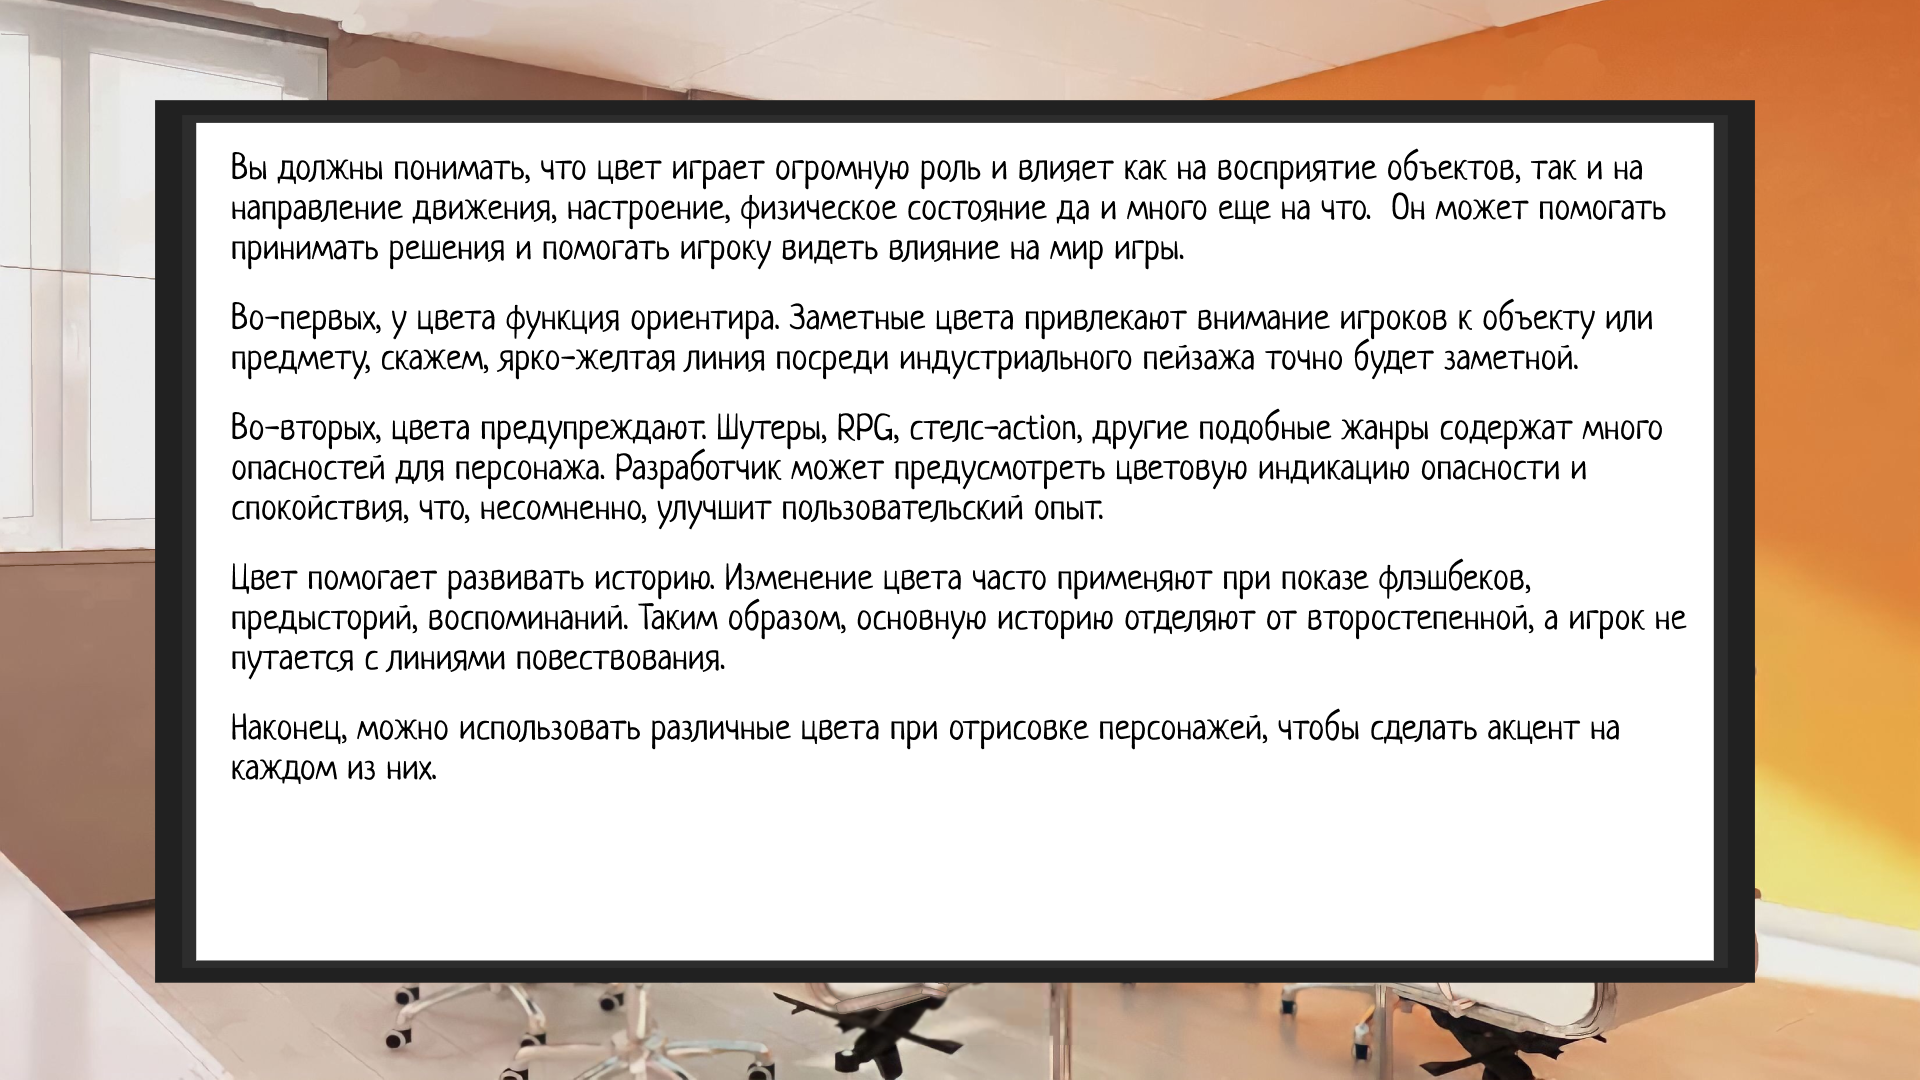 Вы должны понимать, что цвет играет огромную роль и влияет как на восприятие объектов, так и на
направление движения, настроение, физическое состояние да и много еще на что.  Он может помогать
принимать решения и помогать игроку видеть влияние на мир игры.
Во-первых, у цвета функция ориентира. Заметные цвета привлекают внимание игроков к объекту или
предмету, скажем, ярко-желтая линия посреди индустриального пейзажа точно будет заметной.
Во-вторых, цвета предупреждают. Шутеры, RPG, стелс-action, другие подобные жанры содержат много
опасностей для персонажа. Разработчик может предусмотреть цветовую индикацию опасности и
спокойствия, что, несомненно, улучшит пользовательский опыт.
Цвет помогает развивать историю. Изменение цвета часто применяют при показе флэшбеков,
предысторий, воспоминаний. Таким образом, основную историю отделяют от второстепенной, а игрок не
путается с линиями повествования.
Наконец, можно использовать различные цвета при отрисовке персонажей, чтобы сделать акцент на
каждом из них.